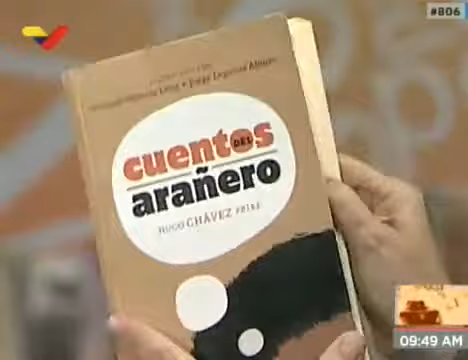 #806
cuentos
DEL
arañero
HUGO CHÁVEZ FRÍAS
09:49 AM